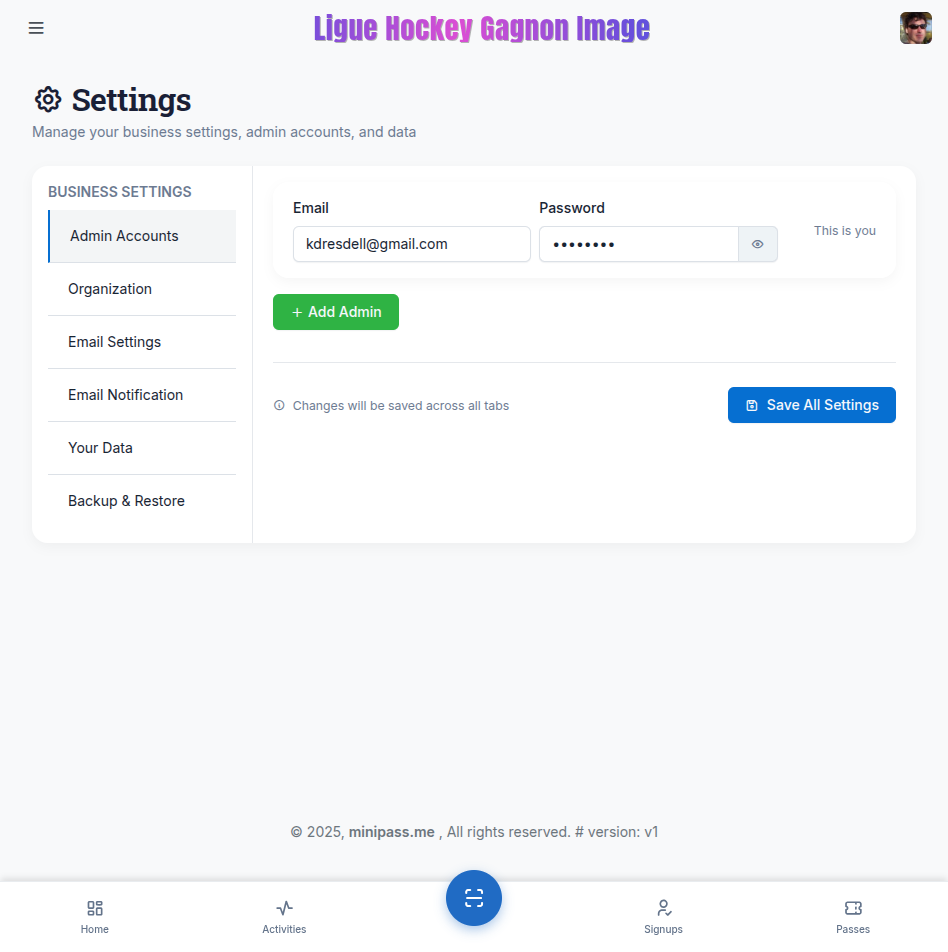 Ligue Hockey Gagnon Image
Settings
Manage your business settings, admin accounts, and data
BUSINESS SETTINGS
Admin Accounts
Organization
Email Settings
Email Notification
Your Data
Backup & Restore
Email
Password
kdresdell@gmail.com
••••••••
This is you
+ Add Admin
Changes will be saved across all tabs
Save All Settings
© 2025, minipass.me , All rights reserved. # version: v1
Home
Activities
Signups
Passes